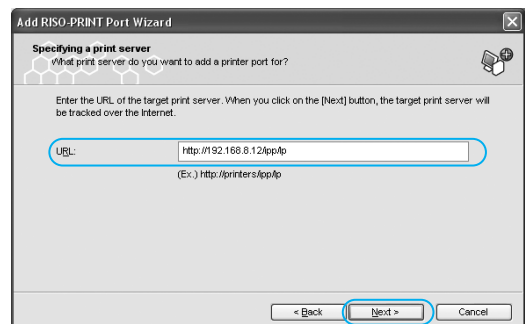 Add RISO-PRINT Port Wizard
Specifying a print server
What print server do you want to add a printer port for?
Enter the URL of the target print server. When you click on the [Next] button, the target print server will
be tracked over the Internet.
URL: http://192.168.8.12/ipp/lp
(Ex.) http://printers/ipp/lp
< Back Next > Cancel